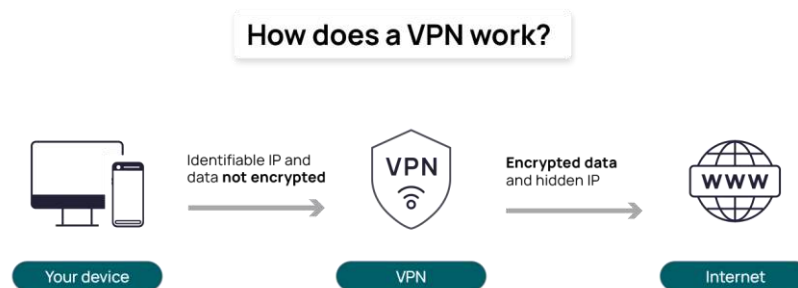 How does a VPN work?
Identifiable IP and
data not encrypted
VPN
Encrypted data
and hidden IP
WWW
Your device
VPN
Internet